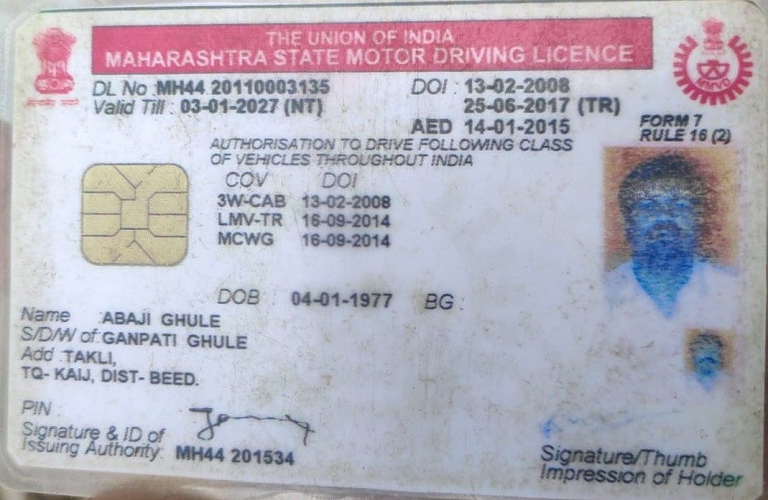 THE UNION OF INDIA
MAHARASHTRA STATE MOTOR DRIVING LICENCE
DL No : MH44 20110003135 DOI : 13-02-2008
Valid Till : 03-01-2027 (NT) 25-06-2017 (TR)
AED 14-01-2015
FORM 7
RULE 16 (2)
AUTHORISATION TO DRIVE FOLLOWING CLASS
OF VEHICLES THROUGHOUT INDIA
COV DOI
3W-CAB 13-02-2008
LMV-TR 16-09-2014
MCWG 16-09-2014
DOB : 04-01-1977 BG :
Name : ABAJI GHULE
S/D/W of : GANPATI GHULE
Add : TAKLI,
TQ- KAIJ, DIST- BEED.
PIN :
Signature & ID of
Issuing Authority: MH44 201534
Signature/Thumb
Impression of Holder